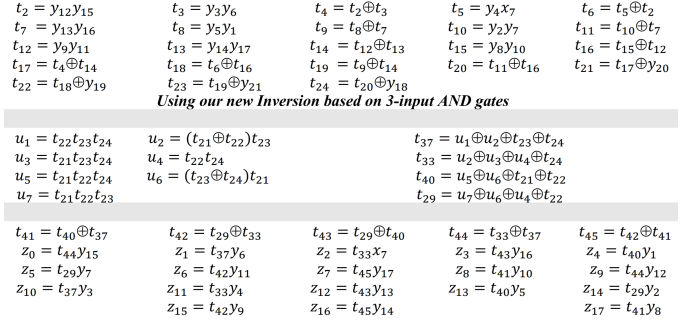 t₂ = y₁₂y₁₅ t₃ = y₃y₆ t₄ = t₂⊕t₃ t₅ = y₄x₇ t₆ = t₅⊕t₂
t₇ = y₁₃y₁₆ t₈ = y₅y₁ t₉ = t₈⊕t₇ t₁₀ = y₂y₇ t₁₁ = t₁₀⊕t₇
t₁₂ = y₉y₁₁ t₁₃ = y₁₄y₁₇ t₁₄ = t₁₂⊕t₁₃ t₁₅ = y₈y₁₀ t₁₆ = t₁₅⊕t₁₂
t₁₇ = t₄⊕t₁₄ t₁₈ = t₆⊕t₁₆ t₁₉ = t₉⊕t₁₄ t₂₀ = t₁₁⊕t₁₆ t₂₁ = t₁₇⊕y₂₀
t₂₂ = t₁₈⊕y₁₉ t₂₃ = t₁₉⊕y₂₁ t₂₄ = t₂₀⊕y₁₈
Using our new Inversion based on 3-input AND gates
u₁ = t₂₂t₂₃t₂₄ u₂ = (t₂₁⊕t₂₂)t₂₃ t₃₇ = u₁⊕u₂⊕t₂₃⊕t₂₄
u₃ = t₂₁t₂₃t₂₄ u₄ = t₂₂t₂₄ t₃₃ = u₂⊕u₃⊕u₄⊕t₂₄
u₅ = t₂₁t₂₂t₂₄ u₆ = (t₂₃⊕t₂₄)t₂₁ t₄₀ = u₅⊕u₆⊕t₂₁⊕t₂₂
u₇ = t₂₁t₂₂t₂₃ t₂₉ = u₇⊕u₆⊕u₄⊕t₂₂
t₄₁ = t₄₀⊕t₃₇ t₄₂ = t₂₉⊕t₃₃ t₄₃ = t₂₉⊕t₄₀ t₄₄ = t₃₃⊕t₃₇ t₄₅ = t₄₂⊕t₄₁
z₀ = t₄₄y₁₅ z₁ = t₃₇y₆ z₂ = t₃₃x₇ z₃ = t₄₃y₁₆ z₄ = t₄₀y₁
z₅ = t₂₉y₇ z₆ = t₄₂y₁₁ z₇ = t₄₅y₁₇ z₈ = t₄₁y₁₀ z₉ = t₄₄y₁₂
z₁₀ = t₃₇y₃ z₁₁ = t₃₃y₄ z₁₂ = t₄₃y₁₃ z₁₃ = t₄₀y₅ z₁₄ = t₂₉y₂
z₁₅ = t₄₂y₉ z₁₆ = t₄₅y₁₄ z₁₇ = t₄₁y₈